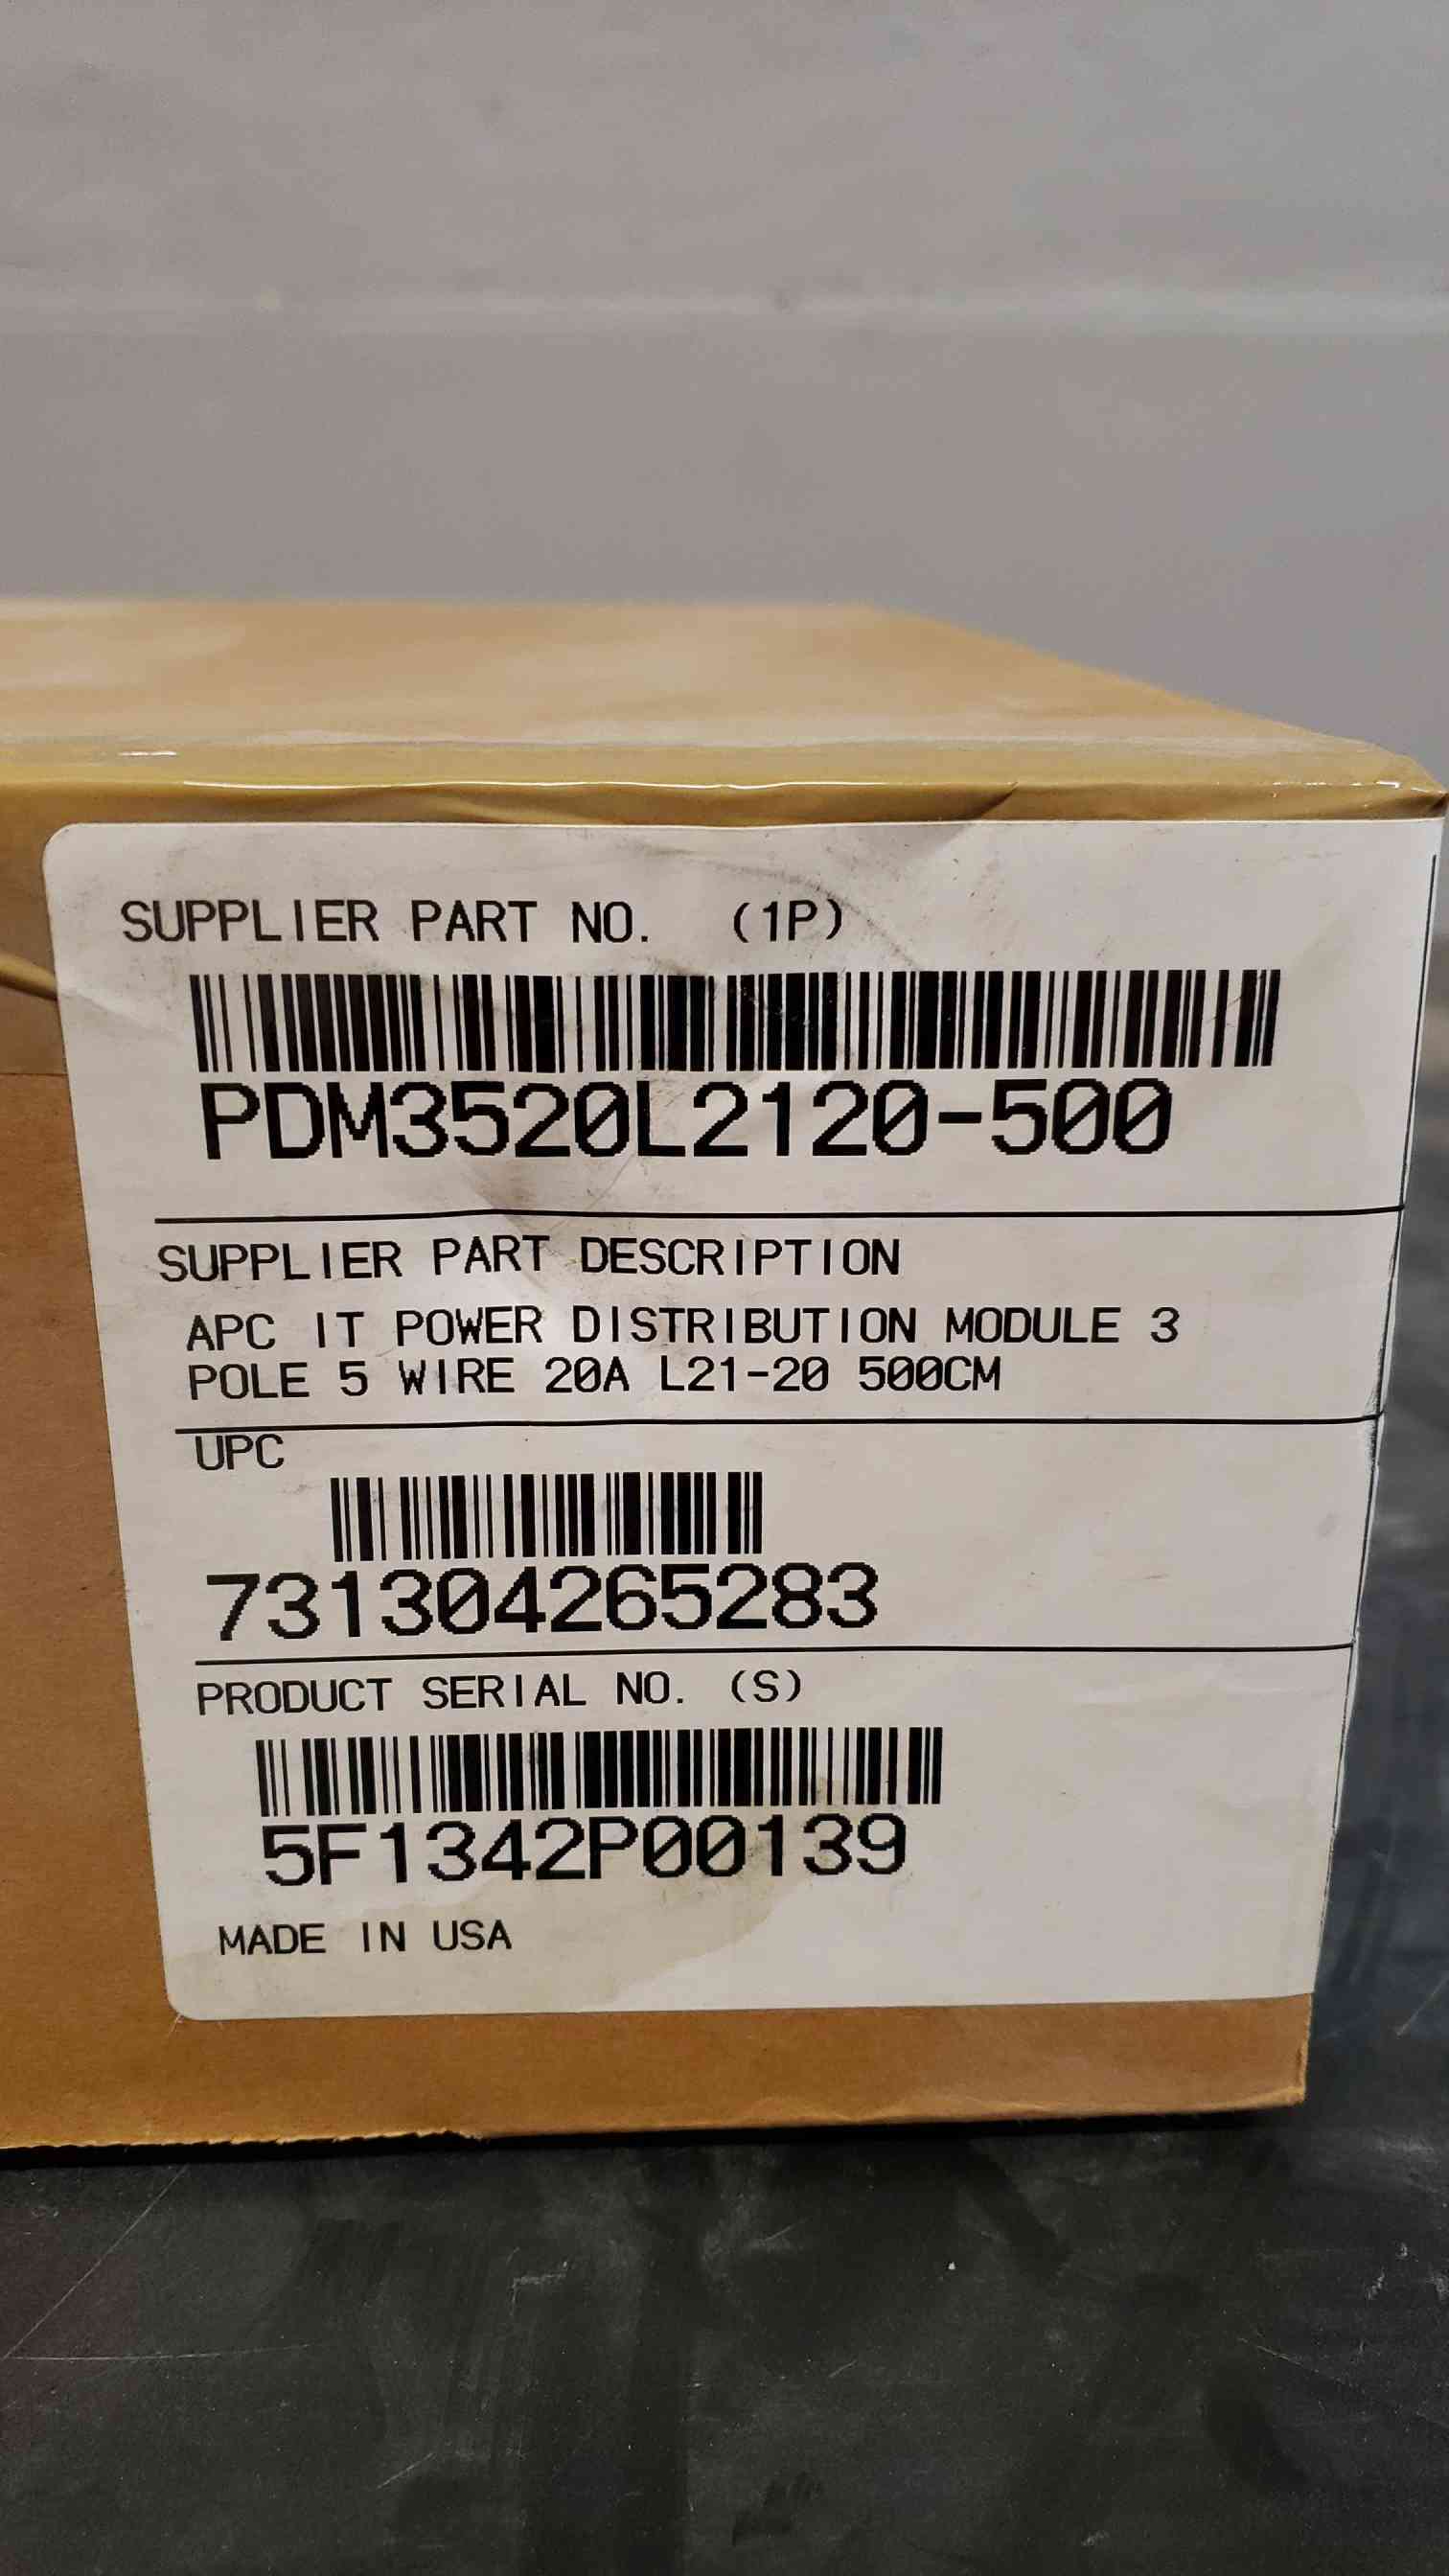 SUPPLIER PART NO. (1P)
PDM3520L2120-500
SUPPLIER PART DESCRIPTION
APC IT POWER DISTRIBUTION MODULE 3
POLE 5 WIRE 20A L21-20 500CM
UPC
731304265283
PRODUCT SERIAL NO. (S)
5F1342P00139
MADE IN USA